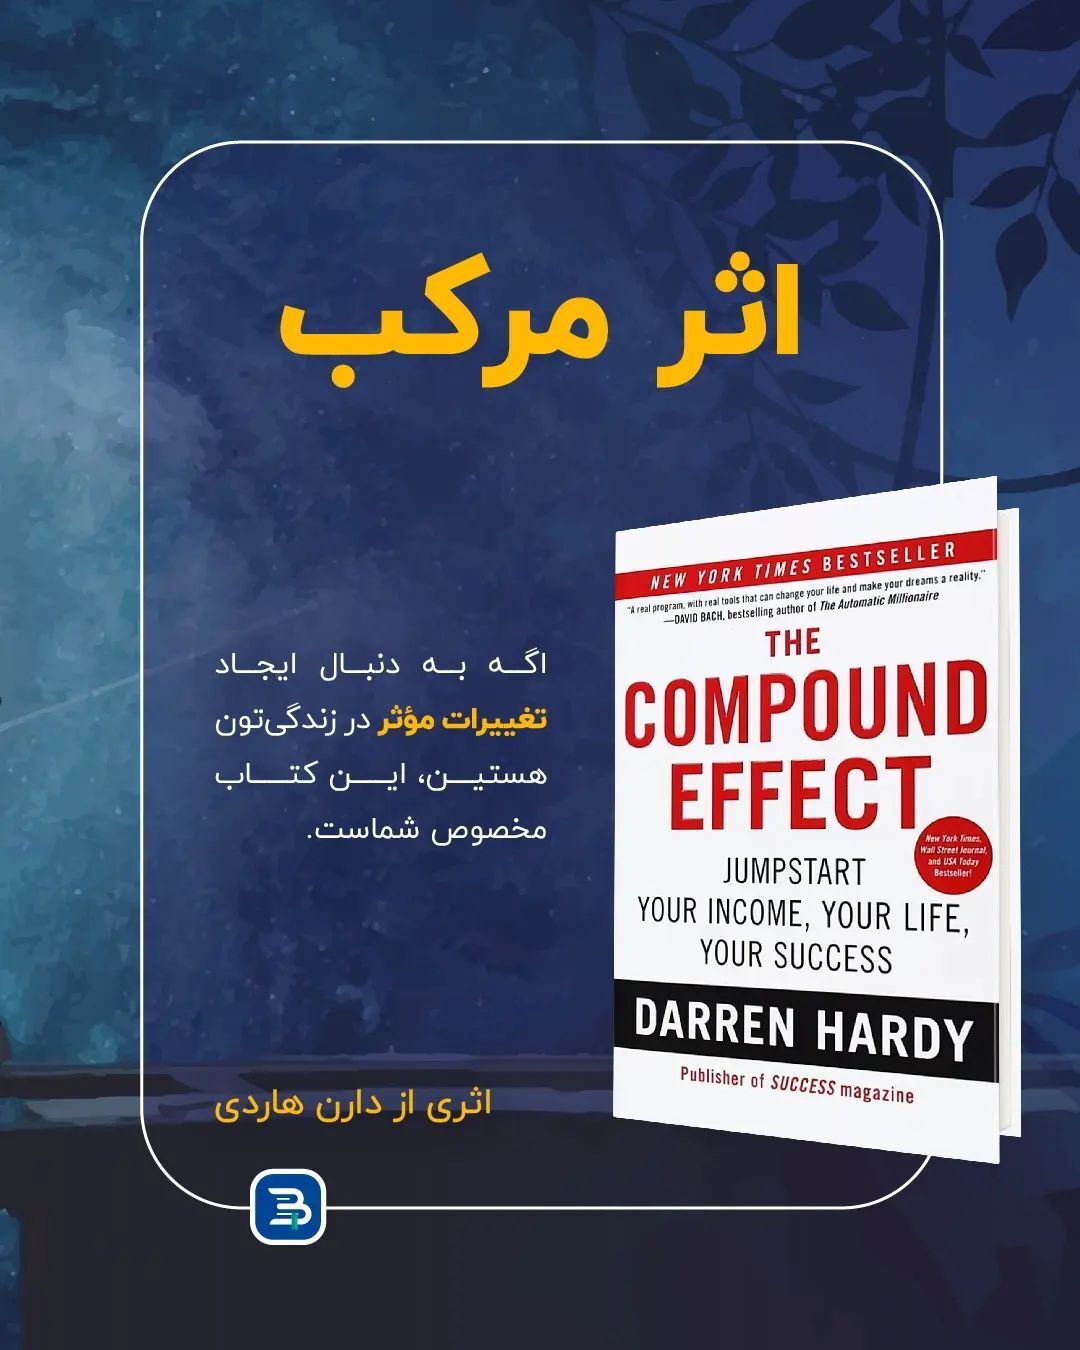 اثر مرکب
اگه به دنبال ایجاد
تغییرات مؤثر در زندگی‌تون
هستین، این کتاب
مخصوص شماست.
اثری از دارن هاردی
NEW YORK TIMES BESTSELLER
"A real program, with real tools that can change your life and make your dreams a reality."
—DAVID BACH, bestselling author of The Automatic Millionaire
THE
COMPOUND
EFFECT
New York Times,
Wall Street Journal,
and USA Today
Bestseller!
JUMPSTART
YOUR INCOME, YOUR LIFE,
YOUR SUCCESS
DARREN HARDY
Publisher of SUCCESS magazine